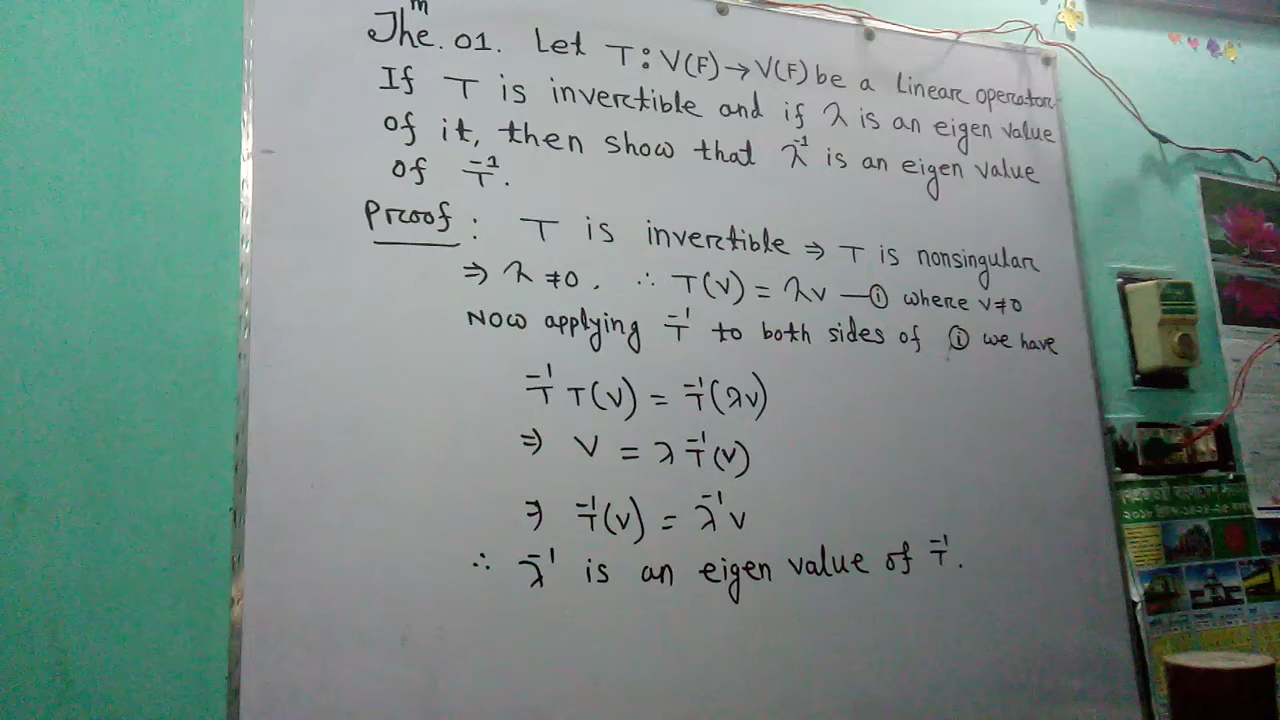 Theᵐ. 01. Let T: V(F) → V(F) be a Linear operator.
If T is invertible and if λ is an eigen value
of it, then show that λ⁻¹ is an eigen value
of T⁻¹.
Proof : T is invertible ⇒ T is nonsingular
⇒ λ ≠ 0. ∴ T(v) = λv —① where v≠0
Now applying T⁻¹ to both sides of ① we have
T⁻¹ T(v) = T⁻¹(λv)
⇒ v = λ T⁻¹(v)
⇒ T⁻¹(v) = λ⁻¹v
∴ λ⁻¹ is an eigen value of T⁻¹.